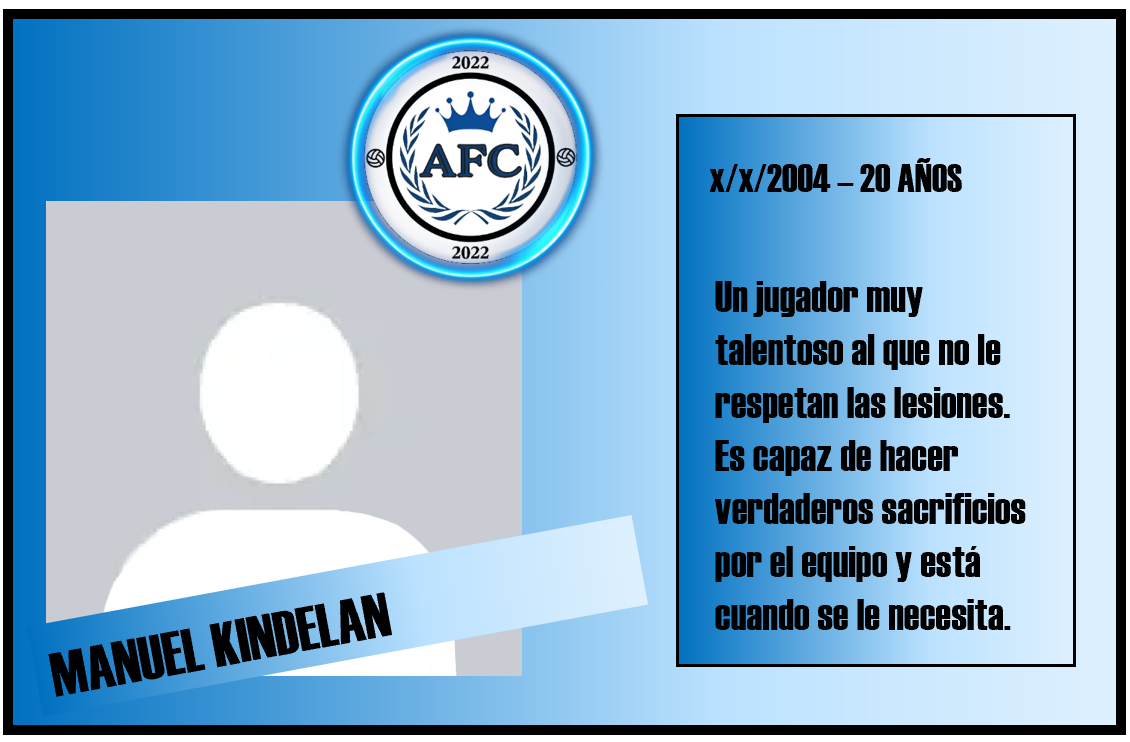 2022
AFC
2022
x/x/2004 – 20 AÑOS
Un jugador muy
talentoso al que no le
respetan las lesiones.
Es capaz de hacer
verdaderos sacrificios
por el equipo y está
cuando se le necesita.
MANUEL KINDELAN